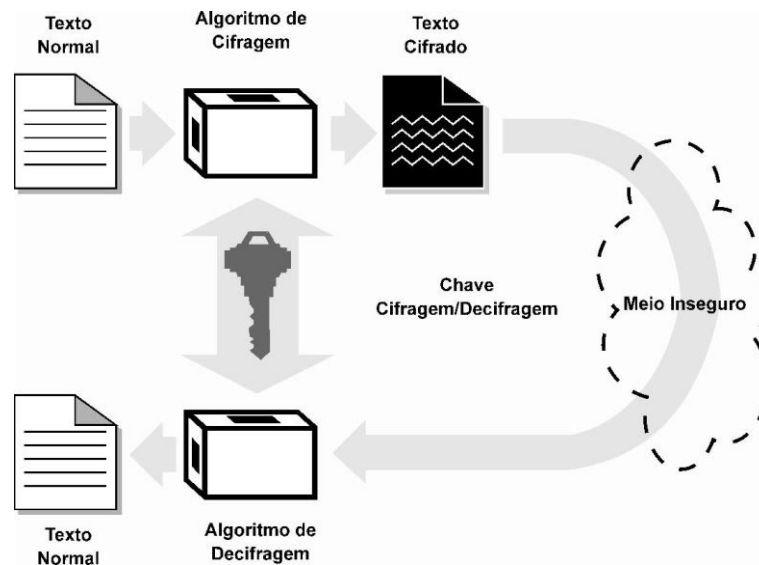 Texto
Normal
Algoritmo de
Cifragem
Texto
Cifrado
Chave
Cifragem/Decifragem
Meio Inseguro
Texto
Normal
Algoritmo de
Decifragem